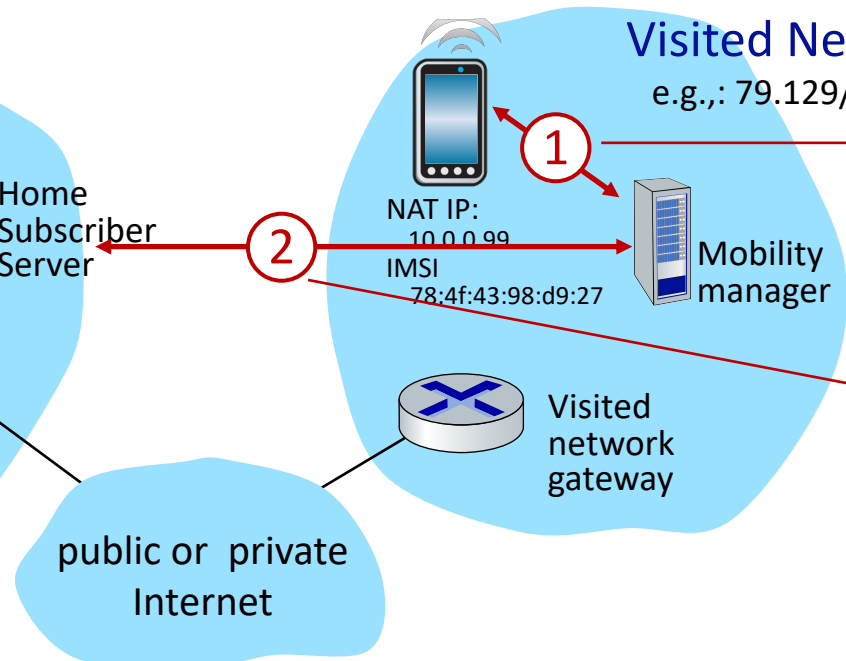 Visited Ne
e.g.,: 79.129/
1
Home
Subscriber
Server
2
NAT IP:
10.0.0.99
IMSI
78:4f:43:98:d9:27
Mobility
manager
Visited
network
gateway
public or private
Internet